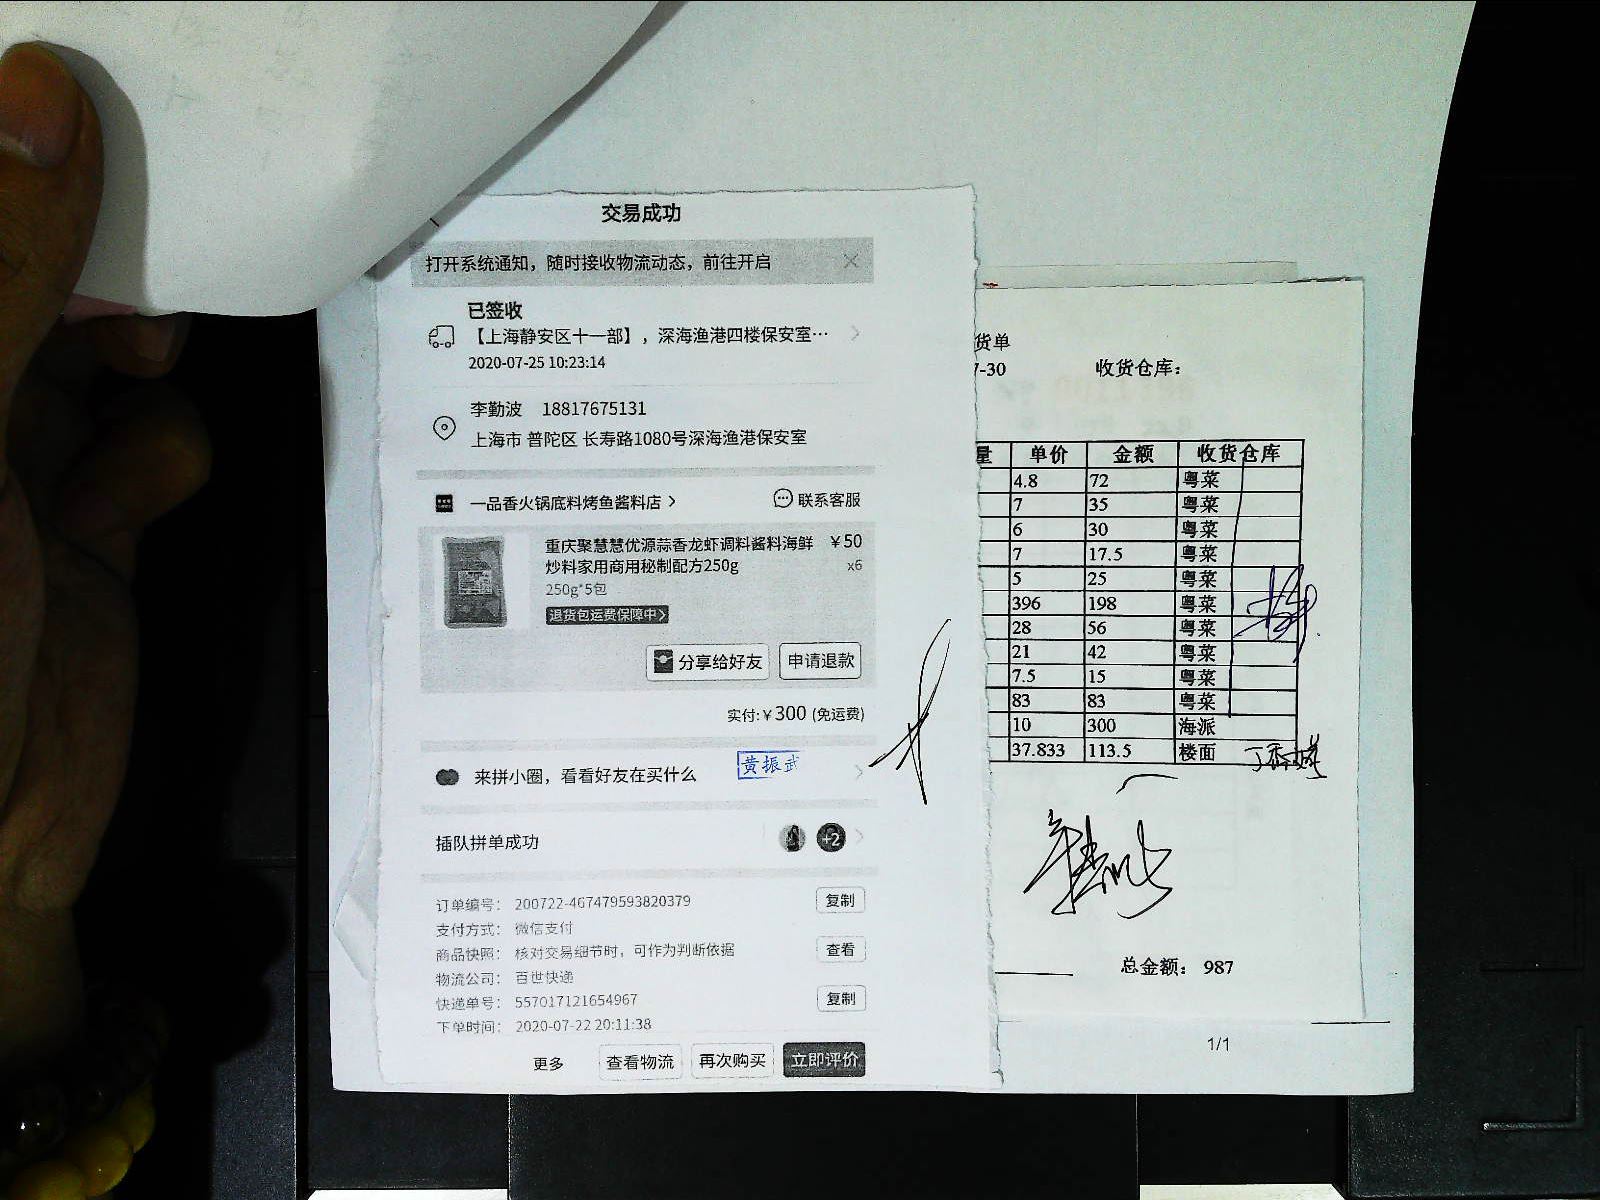 交易成功
打开系统通知，随时接收物流动态，前往开启
已签收
【上海静安区十一部】，深海渔港四楼保安室…
2020-07-25 10:23:14
李勤波 18817675131
上海市 普陀区 长寿路1080号深海渔港保安室
一品香火锅底料烤鱼酱料店
联系客服
重庆聚慧慧优源蒜香龙虾调料酱料海鲜 ￥50
炒料家用商用秘制配方250g x6
250g*5包
退货包运费保障中
分享给好友 申请退款
实付:￥300 (免运费)
来拼小圈，看看好友在买什么
黄振武
插队拼单成功 +2
订单编号： 200722-467479593820379 复制
支付方式： 微信支付
商品快照： 核对交易细节时，可作为判断依据 查看
物流公司： 百世快递
快递单号： 557017121654967 复制
下单时间： 2020-07-22 20:11:38
更多 查看物流 再次购买 立即评价
货单
7-30 收货仓库：
量 单价 金额 收货仓库
4.8 72 粤菜
7 35 粤菜
6 30 粤菜
7 17.5 粤菜
5 25 粤菜
396 198 粤菜
28 56 粤菜
21 42 粤菜
7.5 15 粤菜
83 83 粤菜
10 300 海派
37.833 113.5 楼面
总金额： 987
1/1